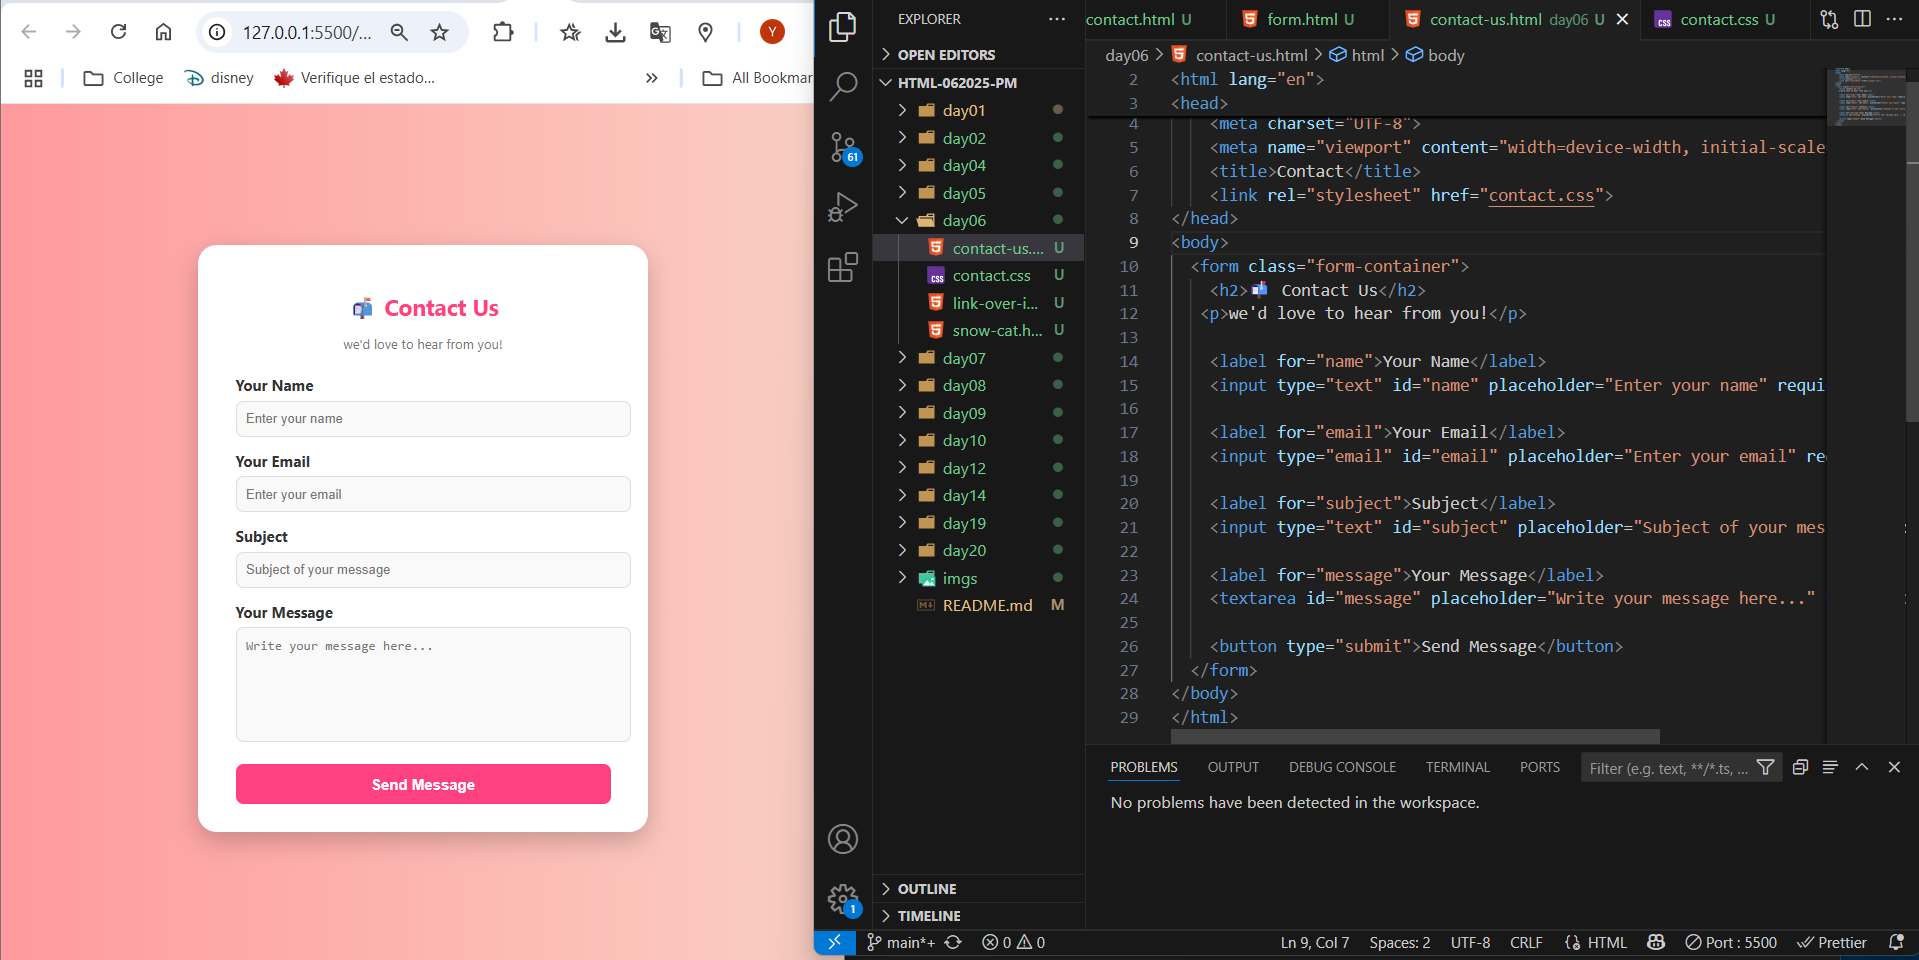 127.0.0.1:5500/...
Y
College
disney
Verifique el estado...
»
All Bookmar
📬 Contact Us
we'd love to hear from you!
Your Name
Enter your name
Your Email
Enter your email
Subject
Subject of your message
Your Message
Write your message here...
Send Message
61
1
EXPLORER
OPEN EDITORS
HTML-062025-PM
day01
day02
day04
day05
day06
contact-us.... U
contact.css U
link-over-i... U
snow-cat.h... U
day07
day08
day09
day10
day12
day14
day19
day20
imgs
README.md M
OUTLINE
TIMELINE
contact.html U
form.html U
contact-us.html day06 U
contact.css U
day06 > contact-us.html > html > body
2 <html lang="en">
3 <head>
4 <meta charset="UTF-8">
5 <meta name="viewport" content="width=device-width, initial-scale
6 <title>Contact</title>
7 <link rel="stylesheet" href="contact.css">
8 </head>
9 <body>
10 <form class="form-container">
11 <h2>📬 Contact Us</h2>
12 <p>we'd love to hear from you!</p>
13
14 <label for="name">Your Name</label>
15 <input type="text" id="name" placeholder="Enter your name" requi
16
17 <label for="email">Your Email</label>
18 <input type="email" id="email" placeholder="Enter your email" re
19
20 <label for="subject">Subject</label>
21 <input type="text" id="subject" placeholder="Subject of your mes
22
23 <label for="message">Your Message</label>
24 <textarea id="message" placeholder="Write your message here..."
25
26 <button type="submit">Send Message</button>
27 </form>
28 </body>
29 </html>
PROBLEMS OUTPUT DEBUG CONSOLE TERMINAL PORTS
Filter (e.g. text, **/*.ts, ...
No problems have been detected in the workspace.
main*+ 0 0 Ln 9, Col 7 Spaces: 2 UTF-8 CRLF HTML Port : 5500 Prettier